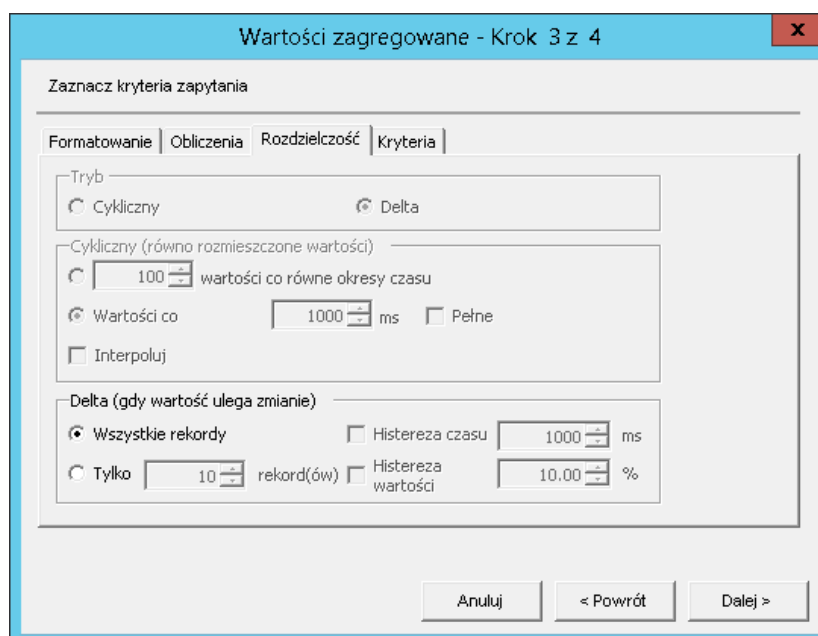 Wartości zagregowane - Krok 3 z 4
x
Zaznacz kryteria zapytania
Formatowanie Obliczenia Rozdzielczość Kryteria
Tryb
Cykliczny Delta
Cykliczny (równo rozmieszczone wartości)
100 wartości co równe okresy czasu
Wartości co 1000 ms Pełne
Interpoluj
Delta (gdy wartość ulega zmianie)
Wszystkie rekordy Histereza czasu 1000 ms
Tylko 10 rekord(ów) Histereza wartości 10.00 %
Anuluj < Powrót Dalej >